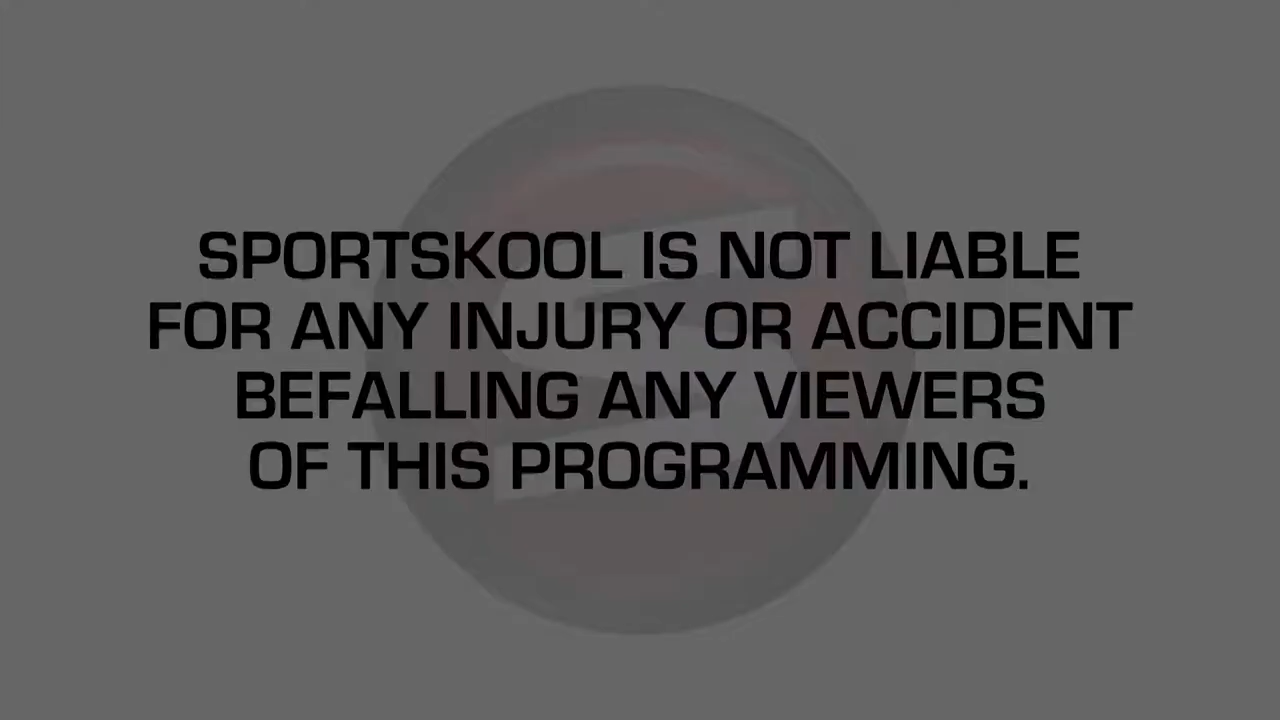 SPORTSKOOL IS NOT LIABLE
FOR ANY INJURY OR ACCIDENT
BEFALLING ANY VIEWERS
OF THIS PROGRAMMING.